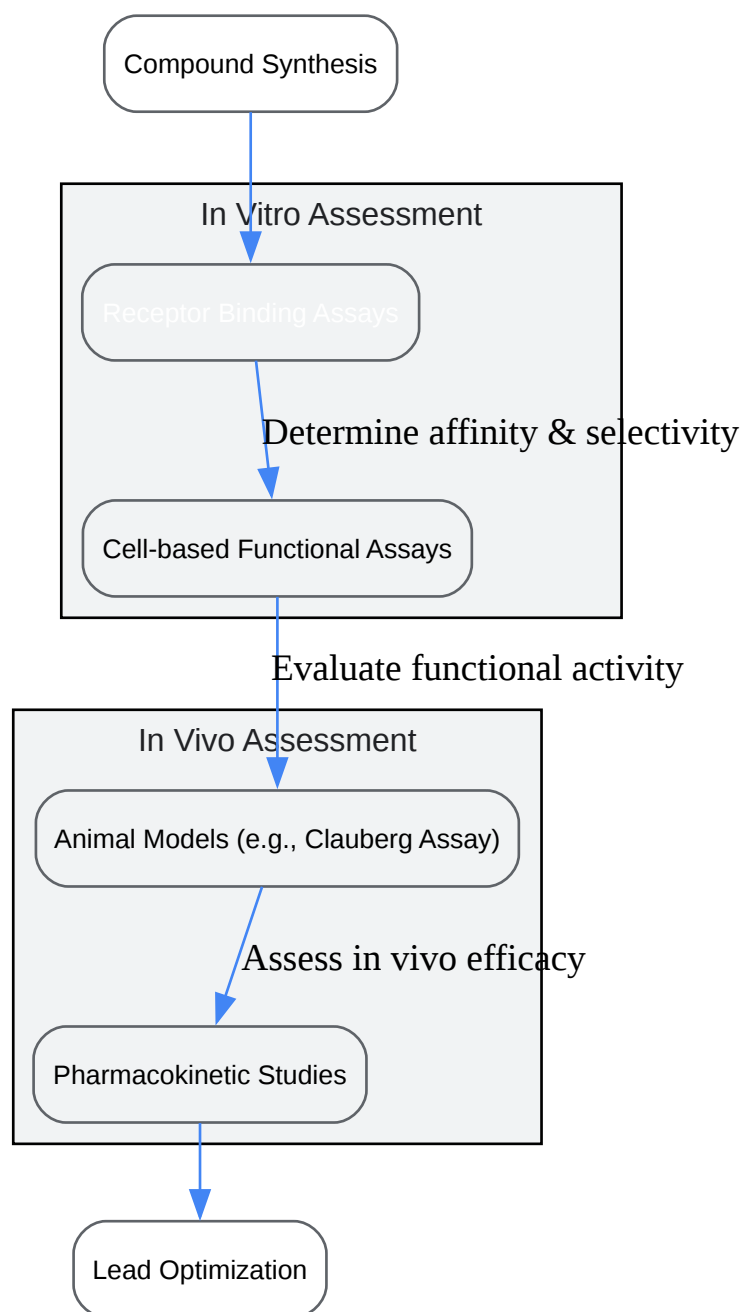 Compound Synthesis
In Vitro Assessment
Receptor Binding Assays
Determine affinity & selectivity
Cell-based Functional Assays
Evaluate functional activity
In Vivo Assessment
Animal Models (e.g., Clauberg Assay)
Assess in vivo efficacy
Pharmacokinetic Studies
Lead Optimization